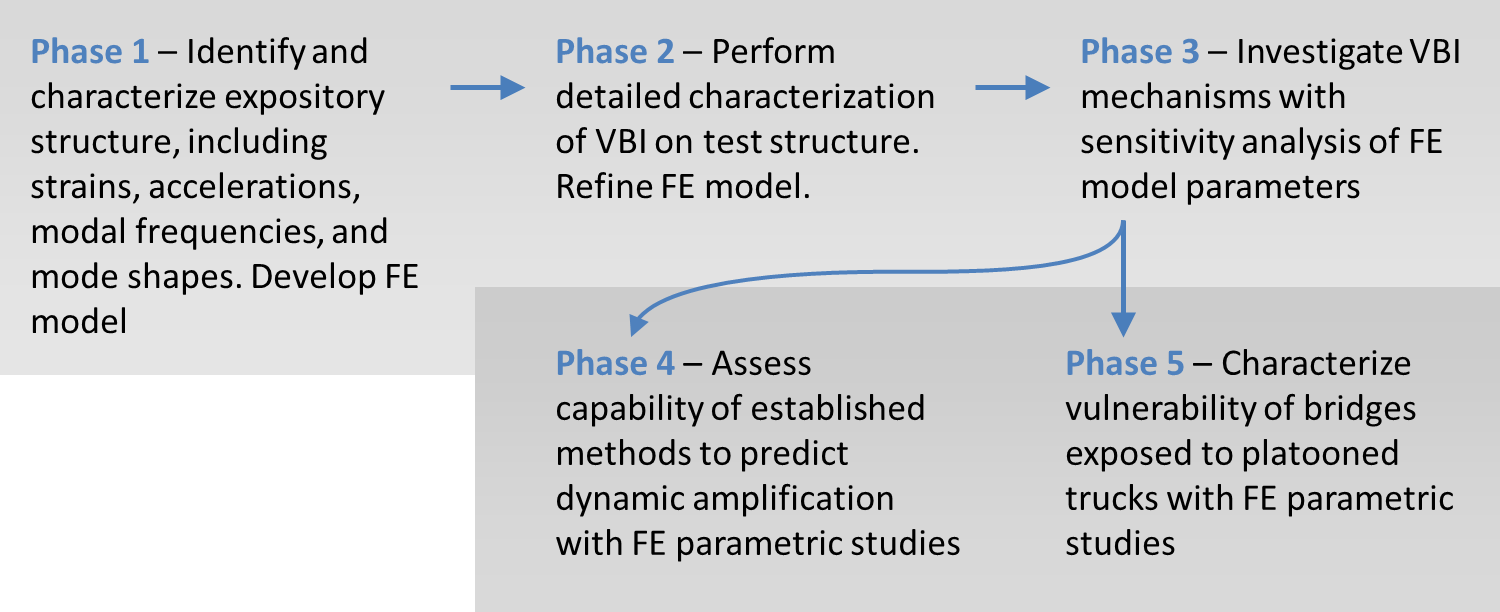 Phase 1 – Identify and
characterize expository
structure, including
strains, accelerations,
modal frequencies, and
mode shapes. Develop FE
model
Phase 2 – Perform
detailed characterization
of VBI on test structure.
Refine FE model.
Phase 3 – Investigate VBI
mechanisms with
sensitivity analysis of FE
model parameters
Phase 4 – Assess
capability of established
methods to predict
dynamic amplification
with FE parametric studies
Phase 5 – Characterize
vulnerability of bridges
exposed to platooned
trucks with FE parametric
studies